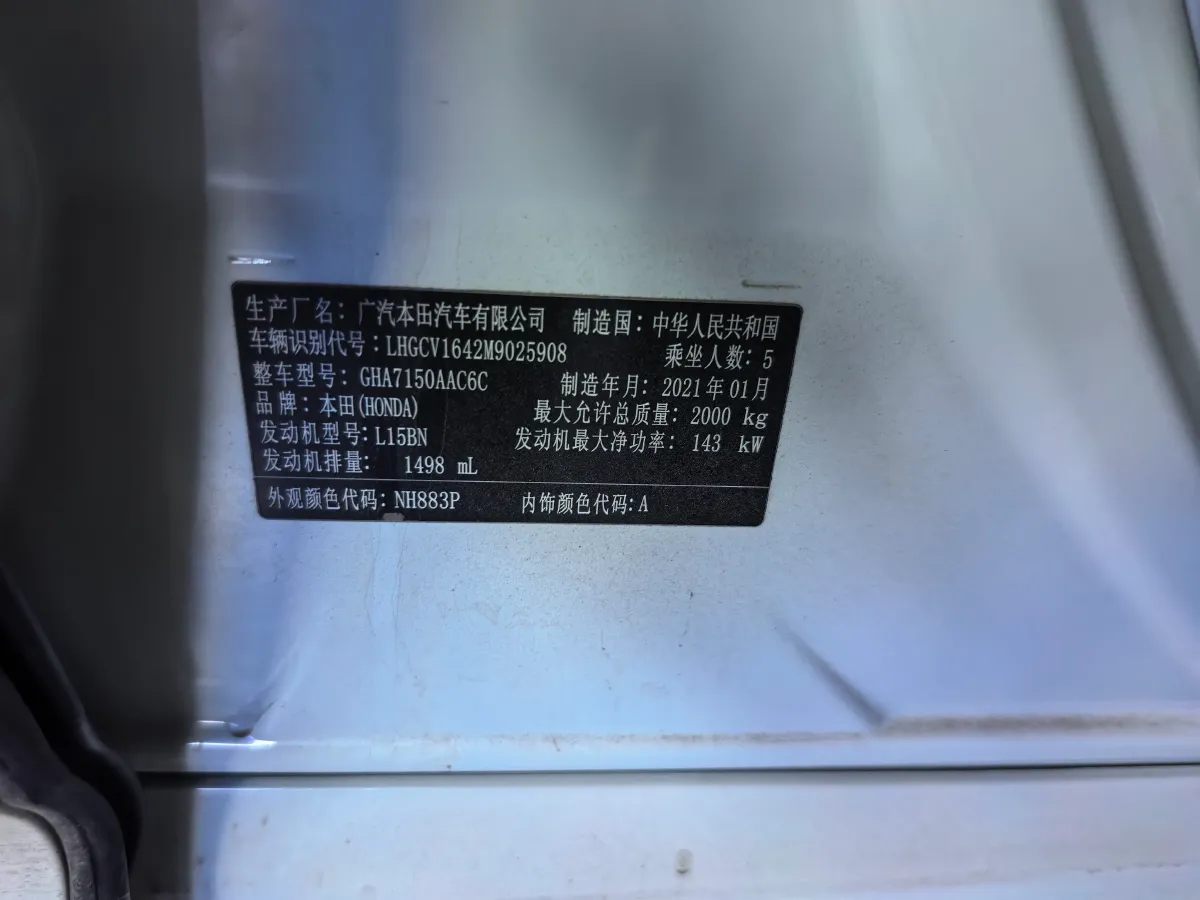 生产厂名：广汽本田汽车有限公司 制造国：中华人民共和国
车辆识别代号：LHGCV1642M9025908 乘坐人数：5
整车型号：GHA7150AAC6C 制造年月：2021年01月
品牌：本田(HONDA) 最大允许总质量：2000 kg
发动机型号：L15BN 发动机最大净功率：143 kW
发动机排量：1498 mL
外观颜色代码：NH883P 内饰颜色代码：A